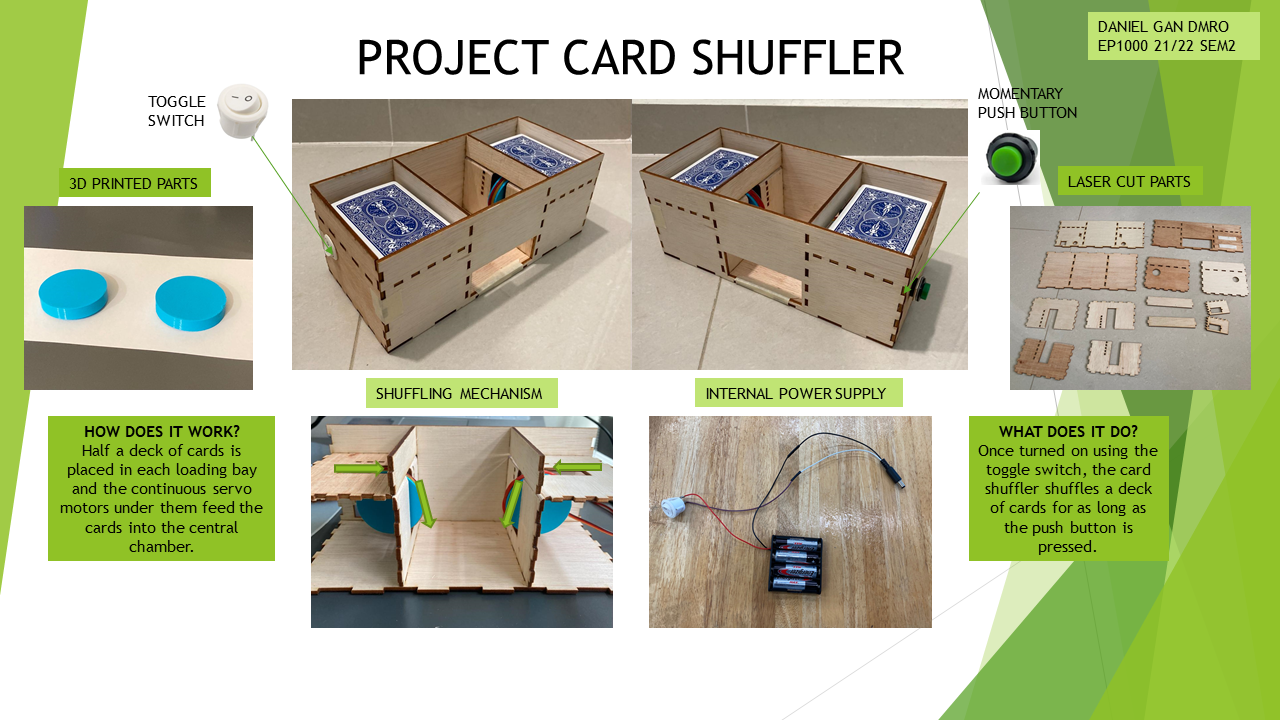 DANIEL GAN DMRO
EP1000 21/22 SEM2
PROJECT CARD SHUFFLER
TOGGLE
SWITCH
MOMENTARY
PUSH BUTTON
3D PRINTED PARTS
LASER CUT PARTS
SHUFFLING MECHANISM
INTERNAL POWER SUPPLY
HOW DOES IT WORK?
Half a deck of cards is
placed in each loading bay
and the continuous servo
motors under them feed the
cards into the central
chamber.
WHAT DOES IT DO?
Once turned on using the
toggle switch, the card
shuffler shuffles a deck
of cards for as long as
the push button is
pressed.